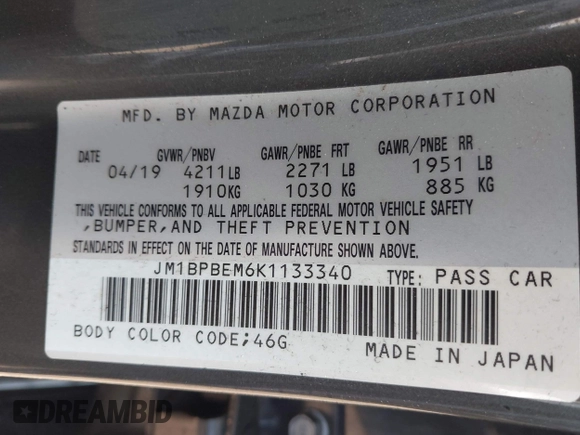 MFD. BY MAZDA MOTOR CORPORATION
DATE GVWR/PNBV GAWR/PNBE FRT GAWR/PNBE RR
04/19 4211LB 2271 LB 1951 LB
1910KG 1030 KG 885 KG
THIS VEHICLE CONFORMS TO ALL APPLICABLE FEDERAL MOTOR VEHICLE SAFETY
,BUMPER,AND THEFT PREVENTION
STANDARDS IN EFFECT ON THE DATE OF MANUFACTURE SHOWN ABOVE.
JM1BPBEM6K1133340 TYPE: PASS CAR
BODY COLOR CODE;46G
MADE IN JAPAN
DREAMBID